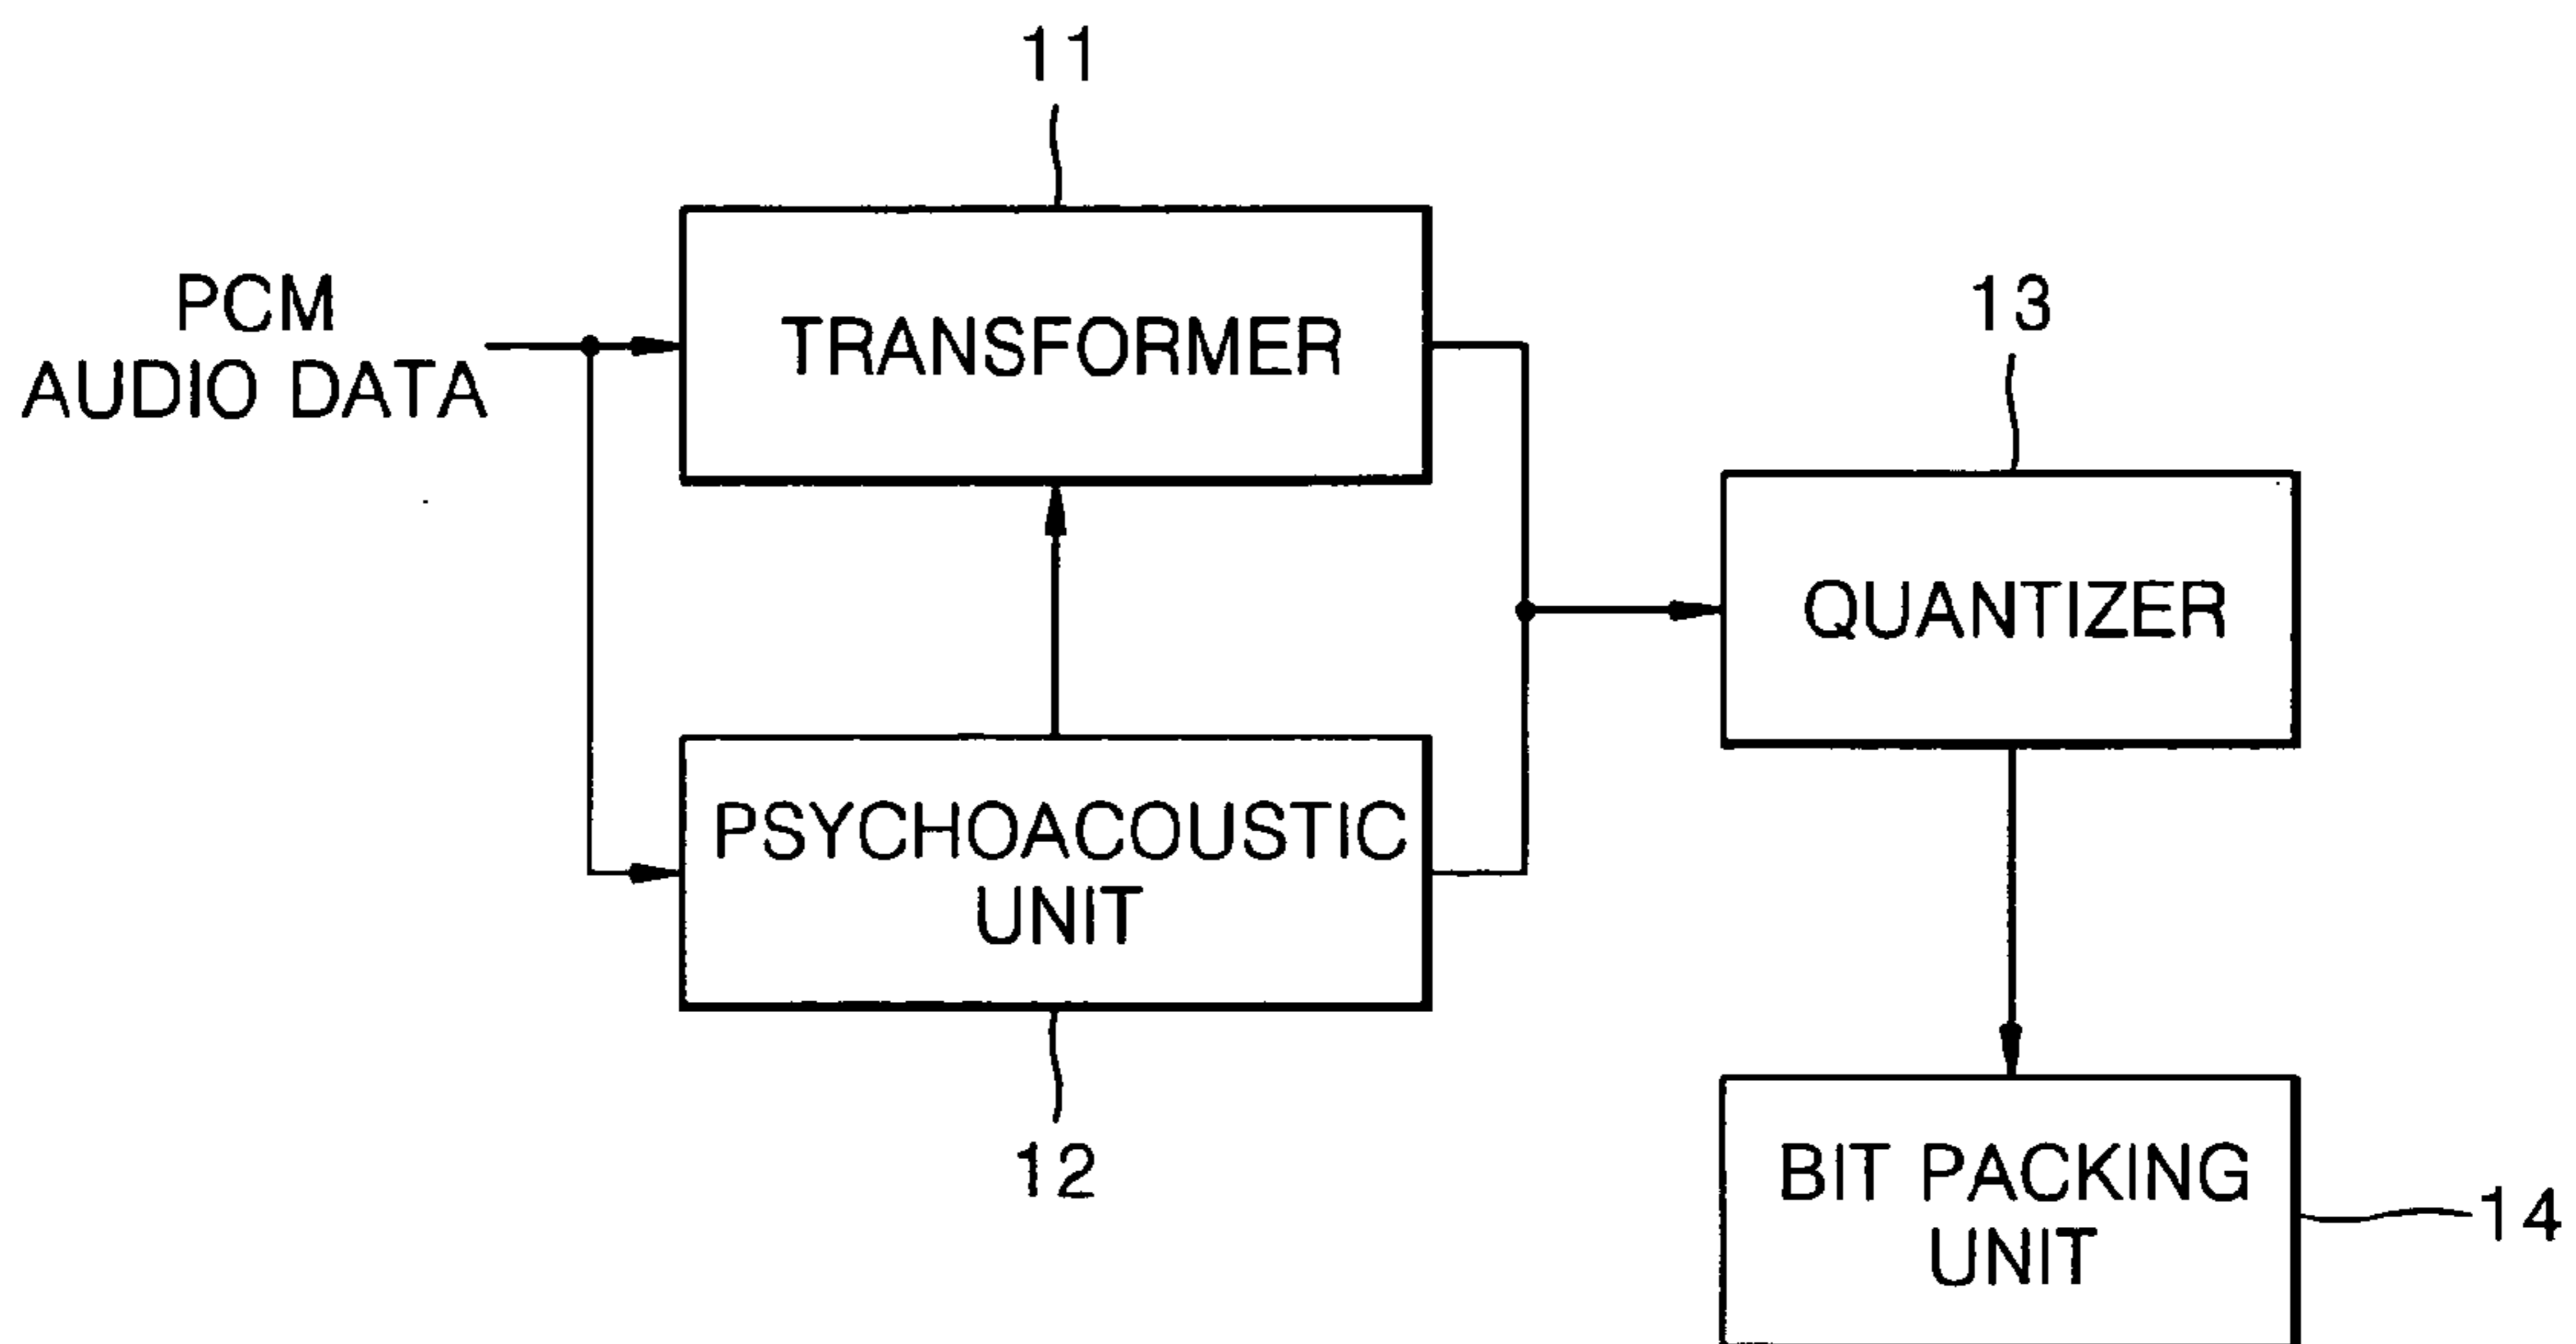 11
PCM
AUDIO DATA
TRANSFORMER
13
QUANTIZER
PSYCHOACOUSTIC
UNIT
12
BIT PACKING
UNIT
14